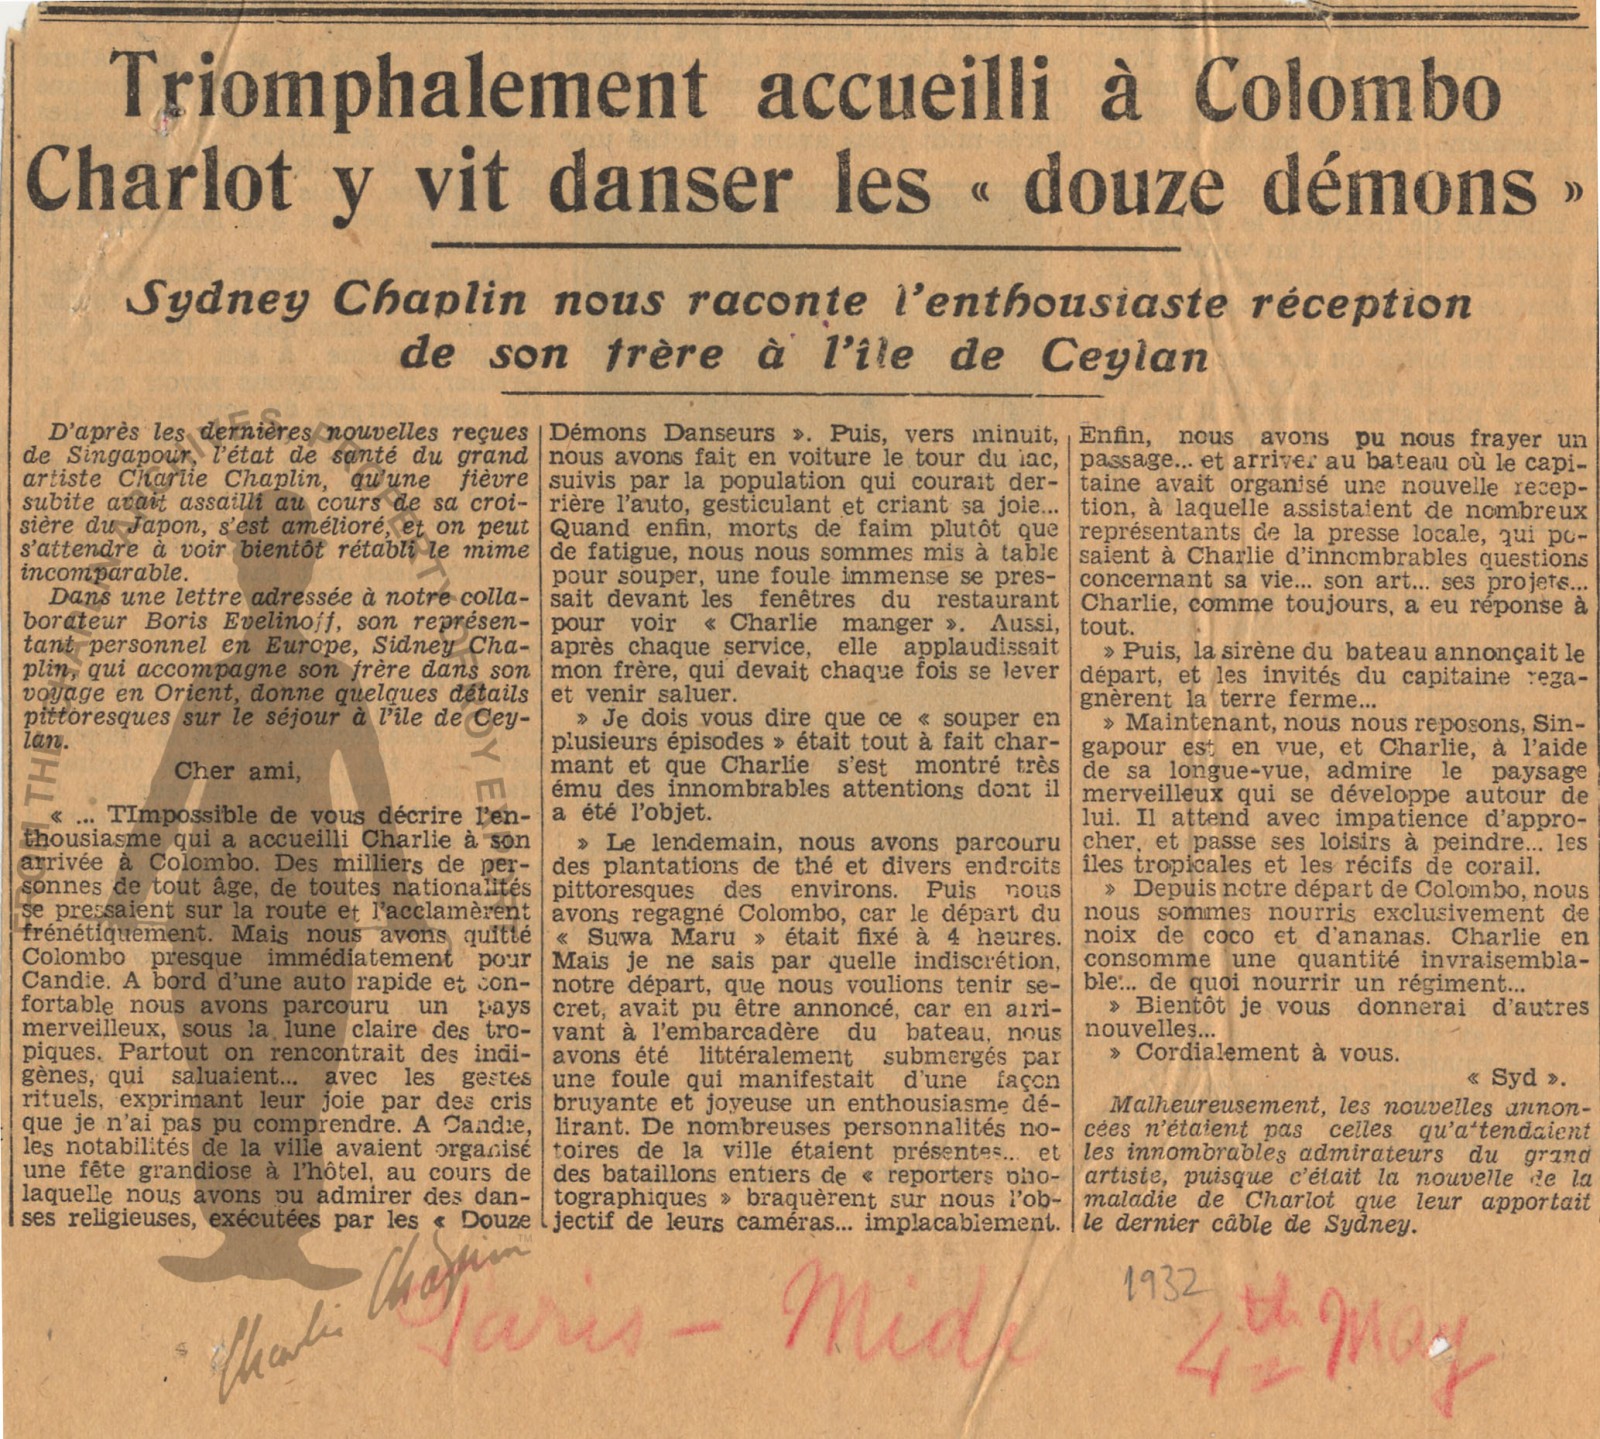 Triomphalement accueilli à Colombo
Charlot y vit danser les « douze démons »
Sydney Chaplin nous raconte l'enthousiaste réception
de son frère à l'île de Ceylan
D'après les dernières nouvelles reçues
de Singapour, l'état de santé du grand
artiste Charlie Chaplin, qu'une fièvre
subite avait assailli au cours de sa croi-
sière du Japon, s'est amélioré, et on peut
s'attendre à voir bientôt rétabli le mime
incomparable.
Dans une lettre adressée à notre colla-
borateur Boris Evelinoff, son représen-
tant personnel en Europe, Sidney Cha-
plin, qui accompagne son frère dans son
voyage en Orient, donne quelques détails
pittoresques sur le séjour à l'île de Cey-
lan.
Cher ami,
« ... TImpossible de vous décrire l'en-
thousiasme qui a accueilli Charlie à son
arrivée à Colombo. Des milliers de per-
sonnes de tout âge, de toutes nationalités
se pressaient sur la route et l'acclamèrent
frénétiquement. Mais nous avons quitté
Colombo presque immédiatement pour
Candie. A bord d'une auto rapide et con-
fortable nous avons parcouru un pays
merveilleux, sous la lune claire des tro-
piques. Partout on rencontrait des indi-
gènes, qui saluaient... avec les gestes
rituels, exprimant leur joie par des cris
que je n'ai pas pu comprendre. A Candie,
les notabilités de la ville avaient organisé
une fête grandiose à l'hôtel, au cours de
laquelle nous avons pu admirer des dan-
ses religieuses, exécutées par les « Douze
Démons Danseurs ». Puis, vers minuit,
nous avons fait en voiture le tour du lac,
suivis par la population qui courait der-
rière l'auto, gesticulant et criant sa joie...
Quand enfin, morts de faim plutôt que
de fatigue, nous nous sommes mis à table
pour souper, une foule immense se pres-
sait devant les fenêtres du restaurant
pour voir « Charlie manger ». Aussi,
après chaque service, elle applaudissait
mon frère, qui devait chaque fois se lever
et venir saluer.
» Je dois vous dire que ce « souper en
plusieurs épisodes » était tout à fait char-
mant et que Charlie s'est montré très
ému des innombrables attentions dont il
a été l'objet.
» Le lendemain, nous avons parcouru
des plantations de thé et divers endroits
pittoresques des environs. Puis nous
avons regagné Colombo, car le départ du
« Suwa Maru » était fixé à 4 heures.
Mais je ne sais par quelle indiscrétion,
notre départ, que nous voulions tenir se-
cret, avait pu être annoncé, car en arri-
vant à l'embarcadère du bateau, nous
avons été littéralement submergés par
une foule qui manifestait d'une façon
bruyante et joyeuse un enthousiasme dé-
lirant. De nombreuses personnalités no-
toires de la ville étaient présentes... et
des bataillons entiers de « reporters pho-
tographiques » braquèrent sur nous l'ob-
jectif de leurs caméras... implacablement.
Enfin, nous avons pu nous frayer un
passage... et arriver au bateau où le capi-
taine avait organisé une nouvelle récep-
tion, à laquelle assistaient de nombreux
représentants de la presse locale, qui po-
saient à Charlie d'innombrables questions
concernant sa vie... son art... ses projets...
Charlie, comme toujours, a eu réponse à
tout.
» Puis, la sirène du bateau annonçait le
départ, et les invités du capitaine rega-
gnèrent la terre ferme...
» Maintenant, nous nous reposons, Sin-
gapour est en vue, et Charlie, à l'aide
de sa longue-vue, admire le paysage
merveilleux qui se développe autour de
lui. Il attend avec impatience d'appro-
cher, et passe ses loisirs à peindre... les
îles tropicales et les récifs de corail.
» Depuis notre départ de Colombo, nous
nous sommes nourris exclusivement de
noix de coco et d'ananas. Charlie en
consomme une quantité invraisembla-
ble... de quoi nourrir un régiment...
» Bientôt je vous donnerai d'autres
nouvelles...
» Cordialement à vous.
« Syd ».
Malheureusement, les nouvelles annon-
cées n'étaient pas celles qu'attendaient
les innombrables admirateurs du grand
artiste, puisque c'était la nouvelle de la
maladie de Charlot que leur apportait
le dernier câble de Sydney.
Charlie Chaplin
Paris-Midi
1932
4th May